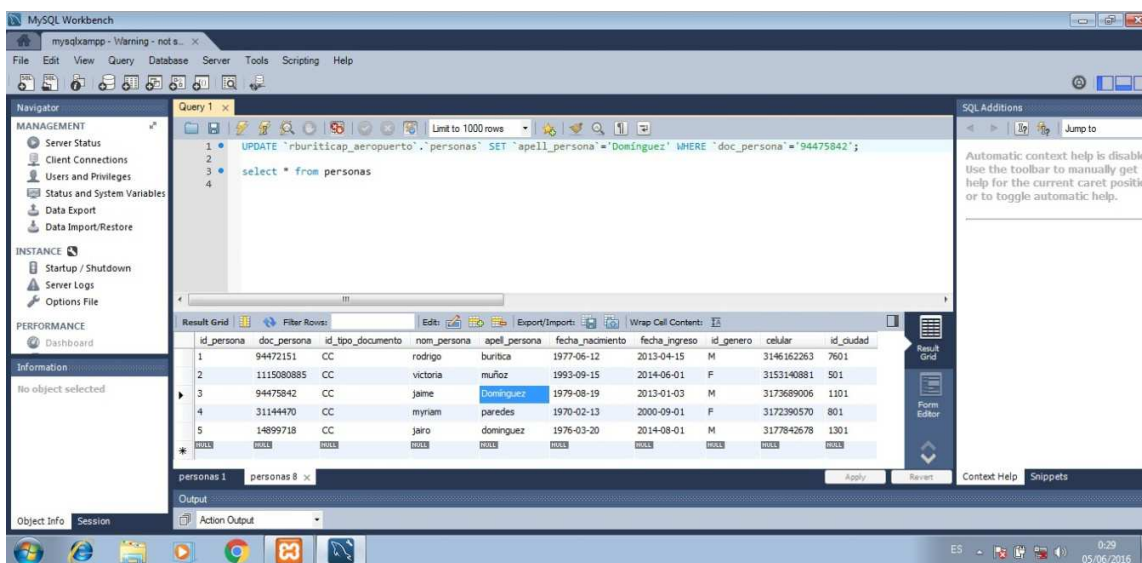 MySQL Workbench
mysqlxampp - Warning - not s...
File Edit View Query Database Server Tools Scripting Help
Navigator
MANAGEMENT
Server Status
Client Connections
Users and Privileges
Status and System Variables
Data Export
Data Import/Restore
INSTANCE
Startup / Shutdown
Server Logs
Options File
PERFORMANCE
Dashboard
Information
No object selected
Object Info Session
Query 1
Limit to 1000 rows
1 UPDATE `rburiticap_aeropuerto`.`personas` SET `apell_persona`='Domínguez' WHERE `doc_persona`='94475842';
2
3 select * from personas
4
Result Grid Filter Rows: Edit: Export/Import: Wrap Cell Content:
id_persona doc_persona id_tipo_documento nom_persona apell_persona fecha_nacimiento fecha_ingreso id_genero celular id_ciudad
1 94472151 CC rodrigo buritica 1977-06-12 2013-04-15 M 3146162263 7601
2 1115080885 CC victoria muñoz 1993-09-15 2014-06-01 F 3153140881 501
3 94475842 CC jaime Domínguez 1979-08-19 2013-01-03 M 3173689006 1101
4 31144470 CC myriam paredes 1970-02-13 2000-09-01 F 3172390570 801
5 14899718 CC jairo dominguez 1976-03-20 2014-08-01 M 3177842678 1301
NULL NULL NULL NULL NULL NULL NULL NULL NULL NULL
Result Grid
Form Editor
personas 1 personas 8
Apply Revert
Output
Action Output
SQL Additions
Jump to
Automatic context help is disable
Use the toolbar to manually get
help for the current caret positio
or to toggle automatic help.
Context Help Snippets
ES
0:29
05/06/2016